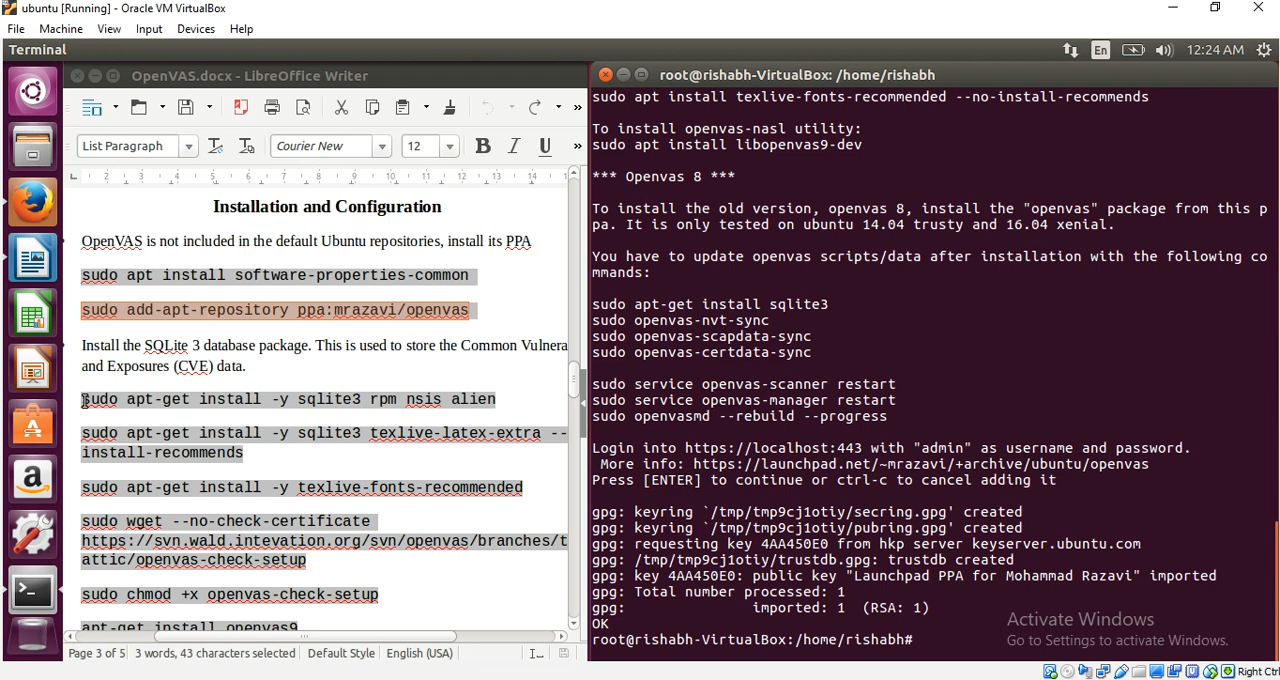 ubuntu [Running] - Oracle VM VirtualBox
File Machine View Input Devices Help
Terminal
En
12:24 AM
OpenVAS.docx - LibreOffice Writer
List Paragraph
Courier New
12
B I U
2 3 4 5 6 7 8 9 10 11 12 13 14
Installation and Configuration
OpenVAS is not included in the default Ubuntu repositories, install its PPA
sudo apt install software-properties-common
sudo add-apt-repository ppa:mrazavi/openvas
Install the SQLite 3 database package. This is used to store the Common Vulnera
and Exposures (CVE) data.
sudo apt-get install -y sqlite3 rpm nsis alien
sudo apt-get install -y sqlite3 texlive-latex-extra --
install-recommends
sudo apt-get install -y texlive-fonts-recommended
sudo wget --no-check-certificate
https://svn.wald.intevation.org/svn/openvas/branches/t
attic/openvas-check-setup
sudo chmod +x openvas-check-setup
apt-get install openvas9
Page 3 of 5 3 words, 43 characters selected Default Style English (USA)
root@rishabh-VirtualBox: /home/rishabh
sudo apt install texlive-fonts-recommended --no-install-recommends
To install openvas-nasl utility:
sudo apt install libopenvas9-dev
*** Openvas 8 ***
To install the old version, openvas 8, install the "openvas" package from this p
pa. It is only tested on ubuntu 14.04 trusty and 16.04 xenial.
You have to update openvas scripts/data after installation with the following co
mmands:
sudo apt-get install sqlite3
sudo openvas-nvt-sync
sudo openvas-scapdata-sync
sudo openvas-certdata-sync
sudo service openvas-scanner restart
sudo service openvas-manager restart
sudo openvasmd --rebuild --progress
Login into https://localhost:443 with "admin" as username and password.
More info: https://launchpad.net/~mrazavi/+archive/ubuntu/openvas
Press [ENTER] to continue or ctrl-c to cancel adding it
gpg: keyring `/tmp/tmp9cj1otiy/secring.gpg' created
gpg: keyring `/tmp/tmp9cj1otiy/pubring.gpg' created
gpg: requesting key 4AA450E0 from hkp server keyserver.ubuntu.com
gpg: /tmp/tmp9cj1otiy/trustdb.gpg: trustdb created
gpg: key 4AA450E0: public key "Launchpad PPA for Mohammad Razavi" imported
gpg: Total number processed: 1
gpg: imported: 1 (RSA: 1)
OK
root@rishabh-VirtualBox:/home/rishabh#
Activate Windows
Go to Settings to activate Windows.
Right Ctrl